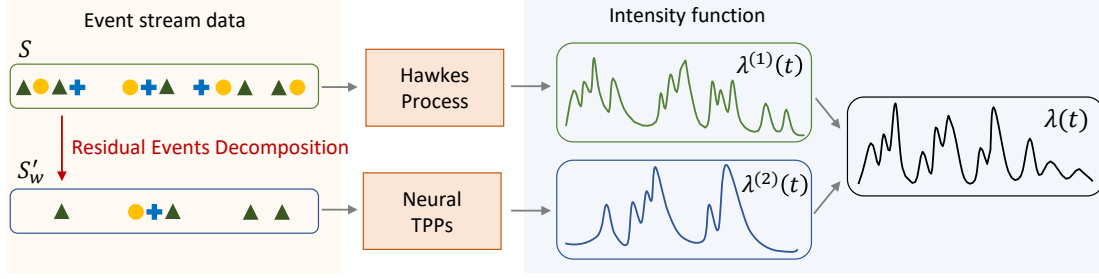 Event stream data
Intensity function
S
Hawkes
Process
λ⁽¹⁾(t)
λ(t)
Residual Events Decomposition
S′w
Neural
TPPs
λ⁽²⁾(t)